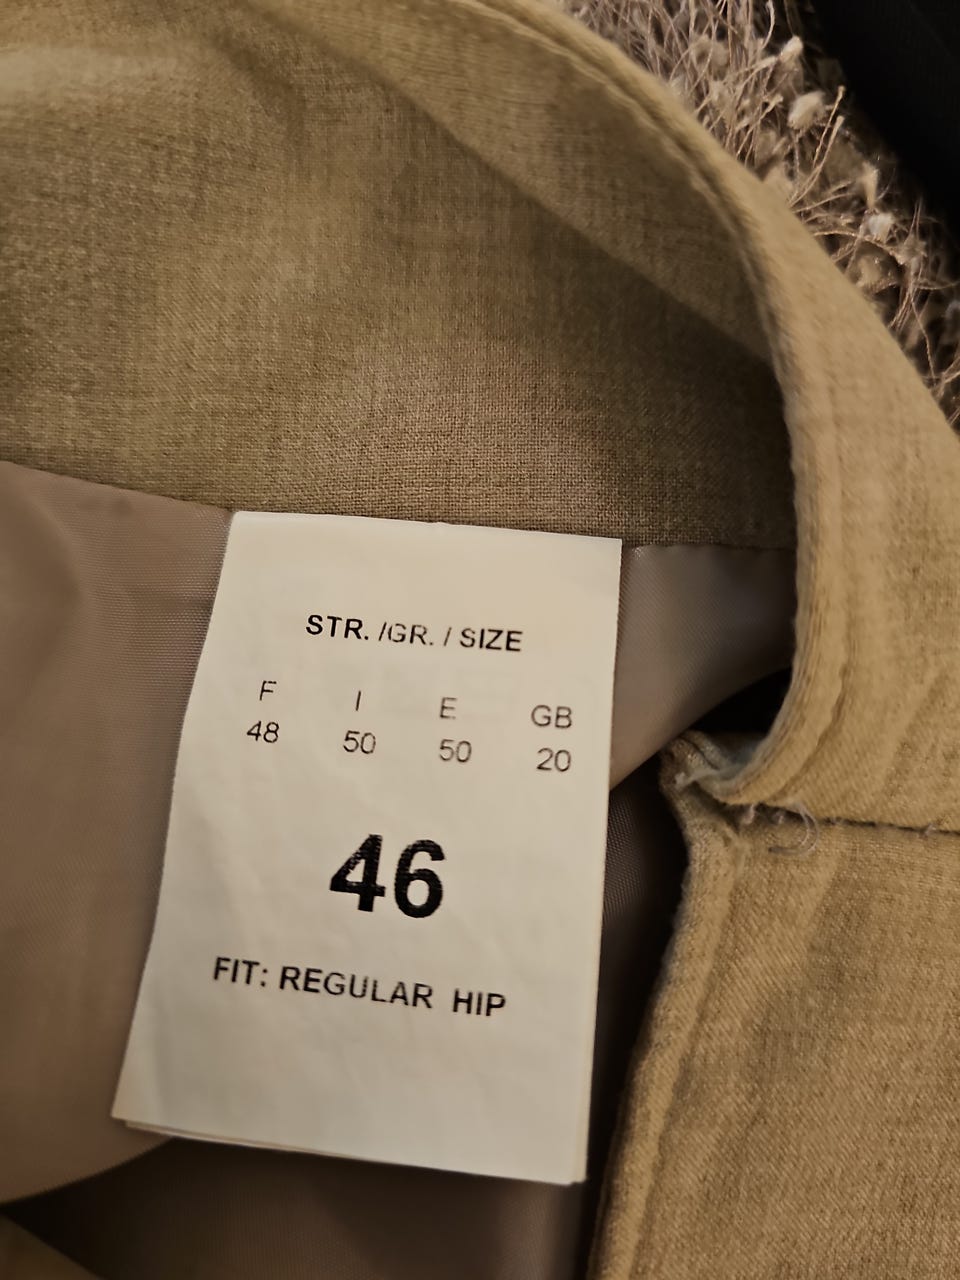 STR. /GR. / SIZE
F I E GB
48 50 50 20
46
FIT: REGULAR HIP